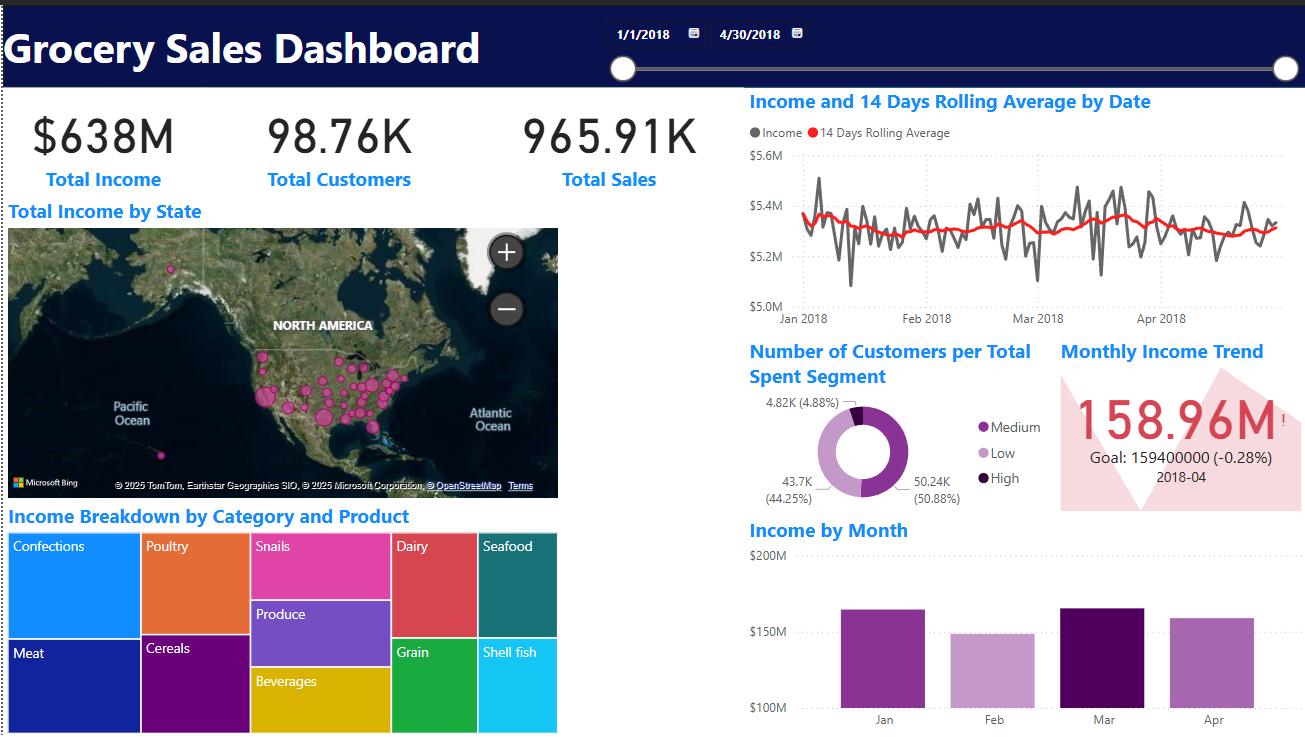 Grocery Sales Dashboard
1/1/2018
4/30/2018
$638M
Total Income
98.76K
Total Customers
965.91K
Total Sales
Total Income by State
NORTH AMERICA
Pacific
Ocean
Atlantic
Ocean
Microsoft Bing
© 2025 TomTom, Earthstar Geographics SIO, © 2025 Microsoft Corporation, © OpenStreetMap Terms
Income Breakdown by Category and Product
Confections
Poultry
Snails
Dairy
Seafood
Produce
Meat
Cereals
Grain
Shell fish
Beverages
Income and 14 Days Rolling Average by Date
Income
14 Days Rolling Average
$5.6M
$5.4M
$5.2M
$5.0M
Jan 2018
Feb 2018
Mar 2018
Apr 2018
Number of Customers per Total
Spent Segment
4.82K (4.88%)
43.7K
(44.25%)
50.24K
(50.88%)
Medium
Low
High
Monthly Income Trend
158.96M!
Goal: 159400000 (-0.28%)
2018-04
Income by Month
$200M
$150M
$100M
Jan
Feb
Mar
Apr